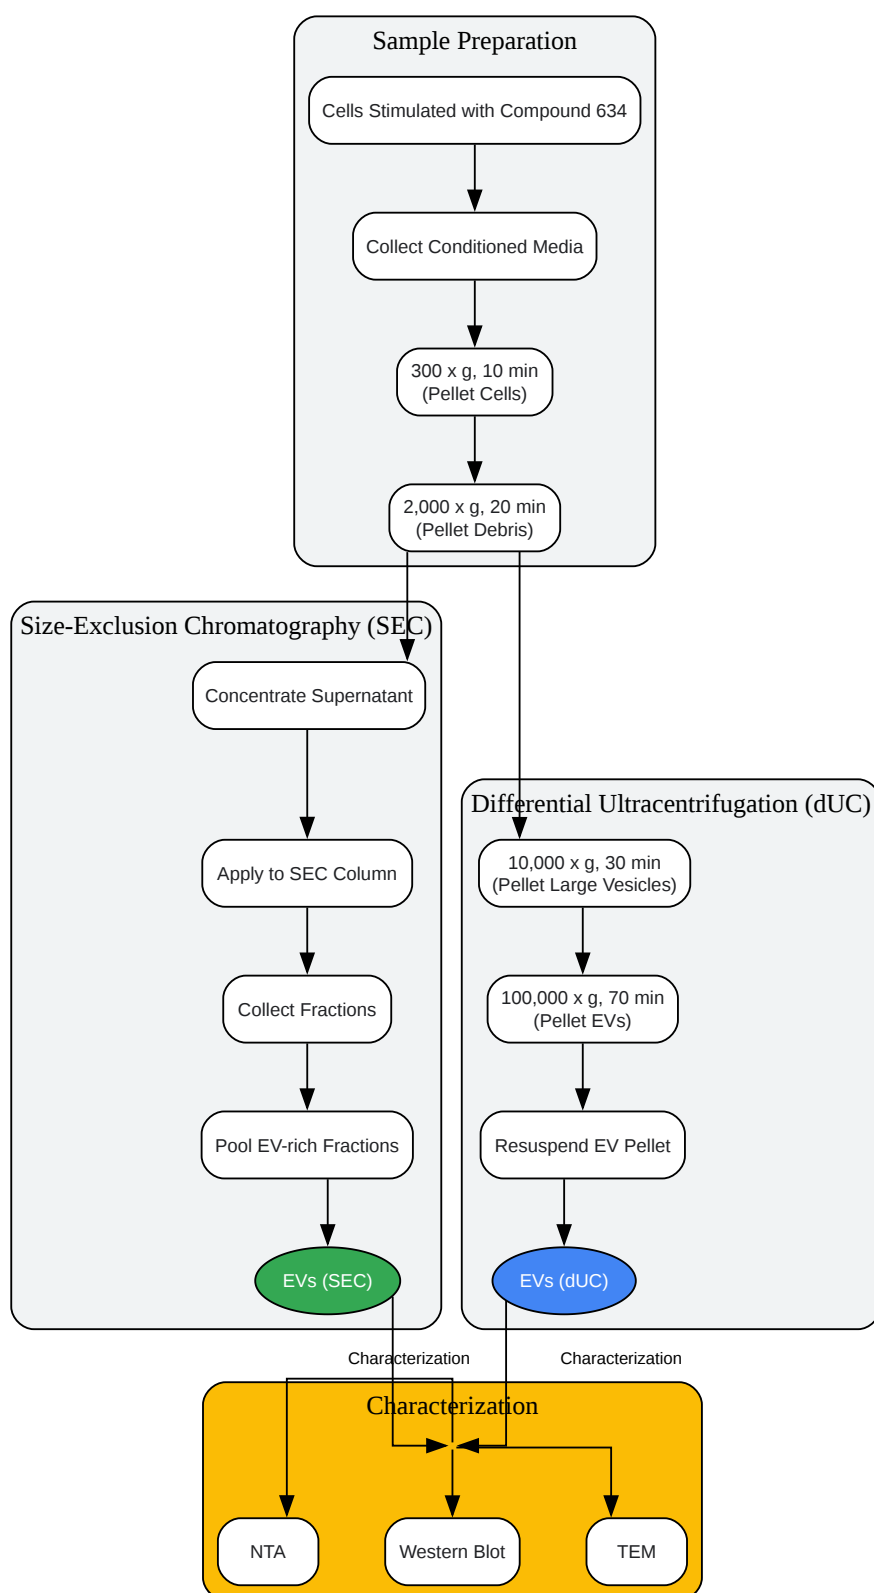 Sample Preparation
Cells Stimulated with Compound 634
Collect Conditioned Media
300 x g, 10 min
(Pellet Cells)
2,000 x g, 20 min
(Pellet Debris)
Size-Exclusion Chromatography (SEC)
Concentrate Supernatant
Apply to SEC Column
Collect Fractions
Pool EV-rich Fractions
EVs (SEC)
Differential Ultracentrifugation (dUC)
10,000 x g, 30 min
(Pellet Large Vesicles)
100,000 x g, 70 min
(Pellet EVs)
Resuspend EV Pellet
EVs (dUC)
Characterization
Characterization
Characterization
NTA
Western Blot
TEM